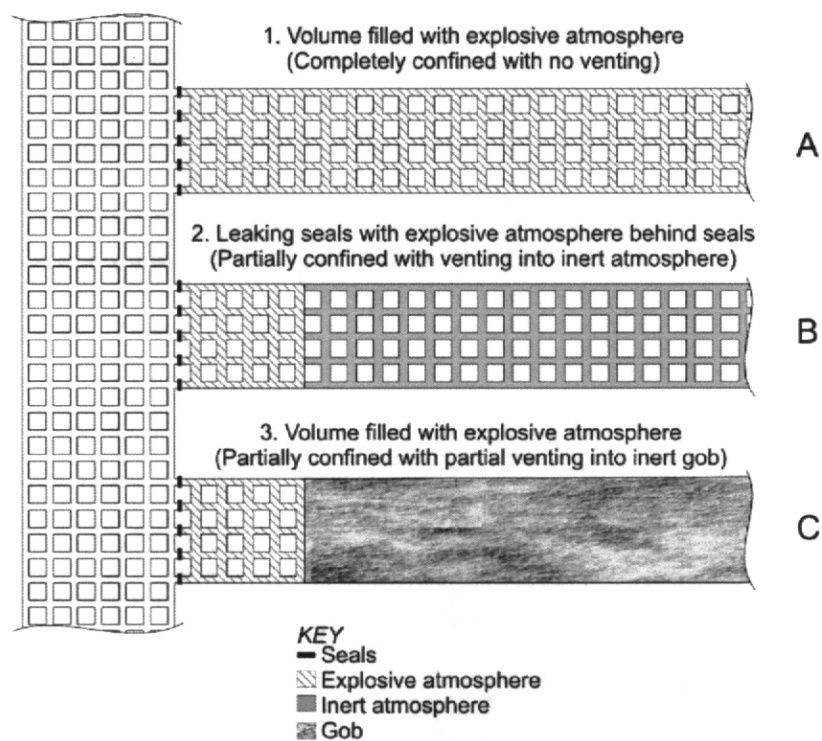 1. Volume filled with explosive atmosphere
(Completely confined with no venting)
A
2. Leaking seals with explosive atmosphere behind seals
(Partially confined with venting into inert atmosphere)
B
3. Volume filled with explosive atmosphere
(Partially confined with partial venting into inert gob)
C
KEY
Seals
Explosive atmosphere
Inert atmosphere
Gob